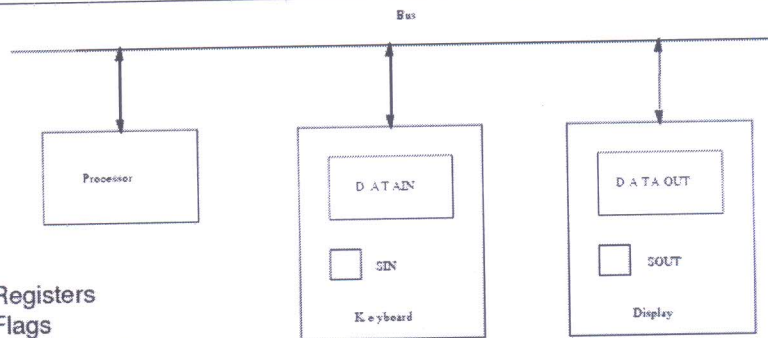 Bus
Processor
DATAIN
DATAOUT
SIN
SOUT
Registers
Flags
Keyboard
Display